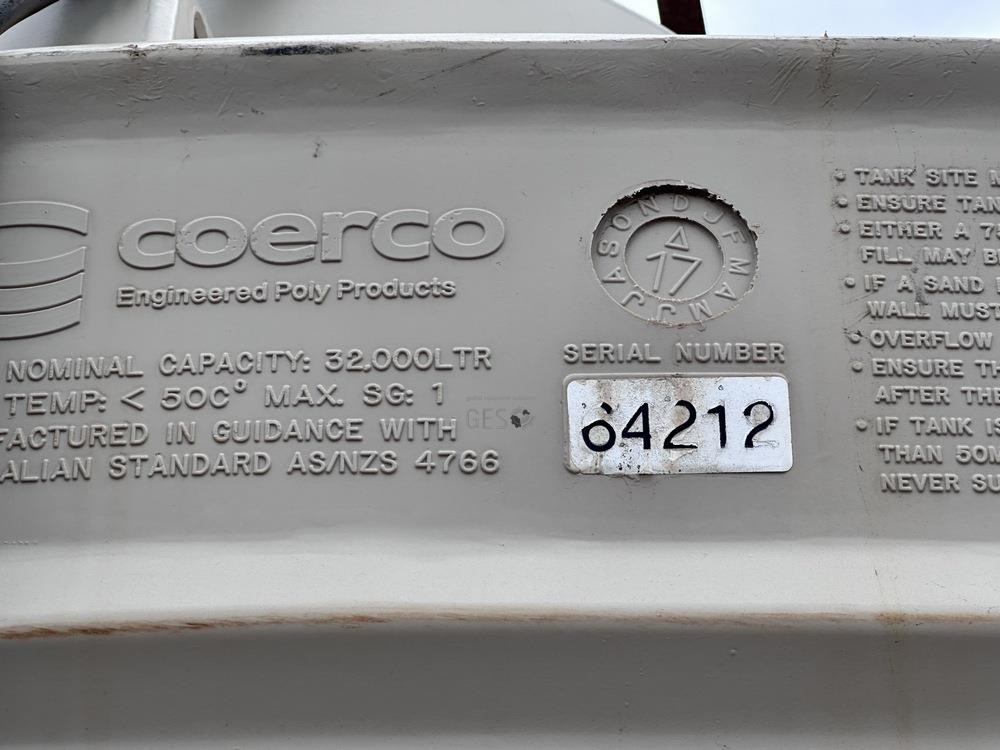 coerco
Engineered Poly Products
NOMINAL CAPACITY: 32,000LTR
TEMP: < 50C° MAX. SG: 1
FACTURED IN GUIDANCE WITH
ALIAN STANDARD AS/NZS 4766
J F M A M J J A S O N D
17
SERIAL NUMBER
64212
GES
• TANK SITE M
• ENSURE TAN
• EITHER A 7
FILL MAY B
• IF A SAND
WALL MUST
• OVERFLOW
• ENSURE TH
AFTER THE
• IF TANK IS
THAN 50M
NEVER SU